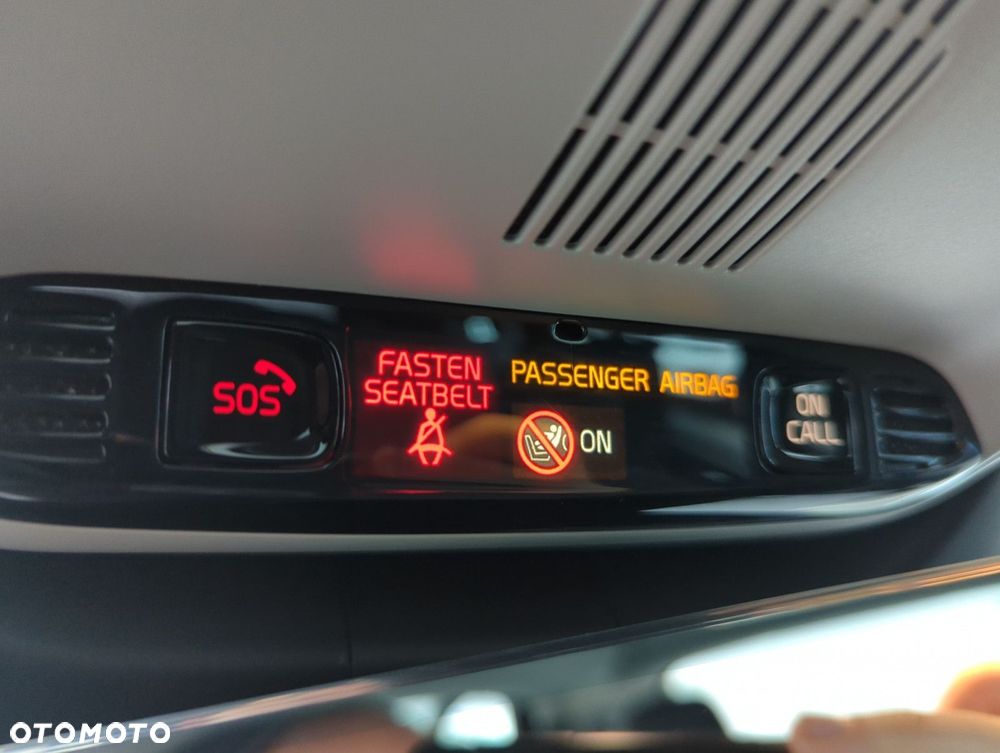 SOS
FASTEN
SEATBELT
PASSENGER AIRBAG
ON
ON
CALL
OTOMOTO